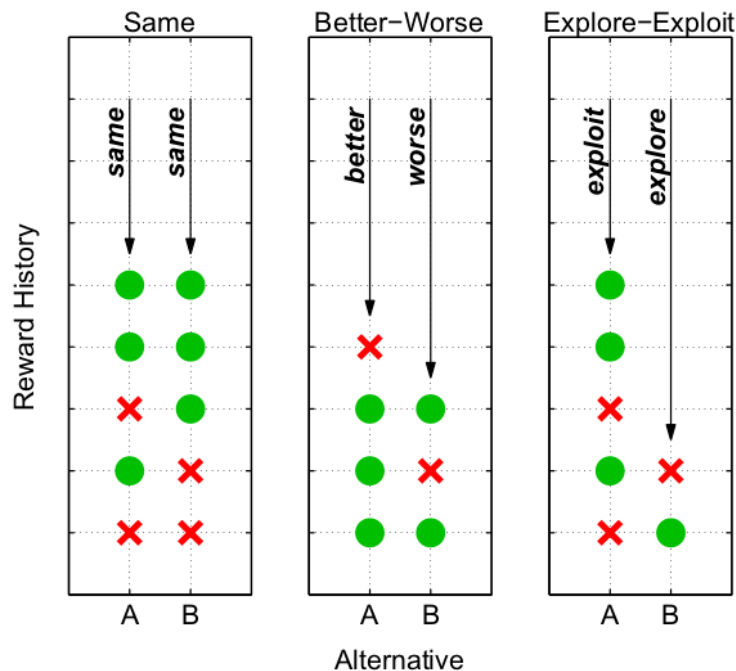 Same
Better−Worse
Explore−Exploit
same
same
better
worse
exploit
explore
Reward History
A
B
A
B
A
B
Alternative